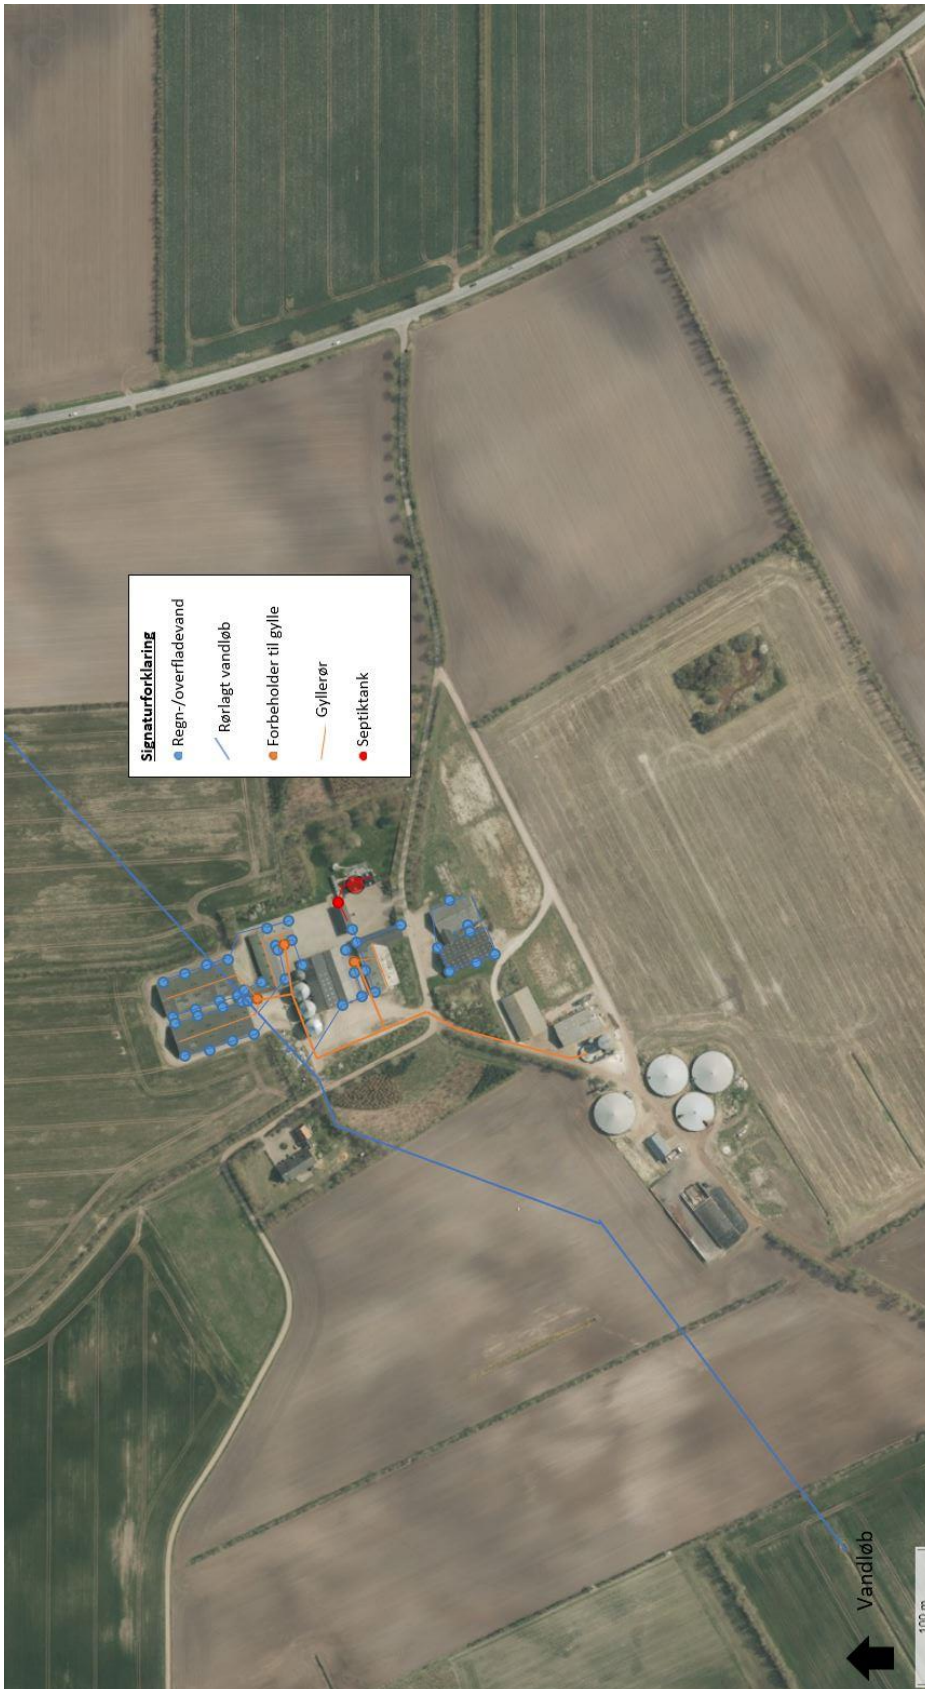 Signaturforklaring
Regn-/overfladevand
Rørlagt vandløb
Forbeholder til gylle
Gyllerør
Septiktank
Vandløb
100 m